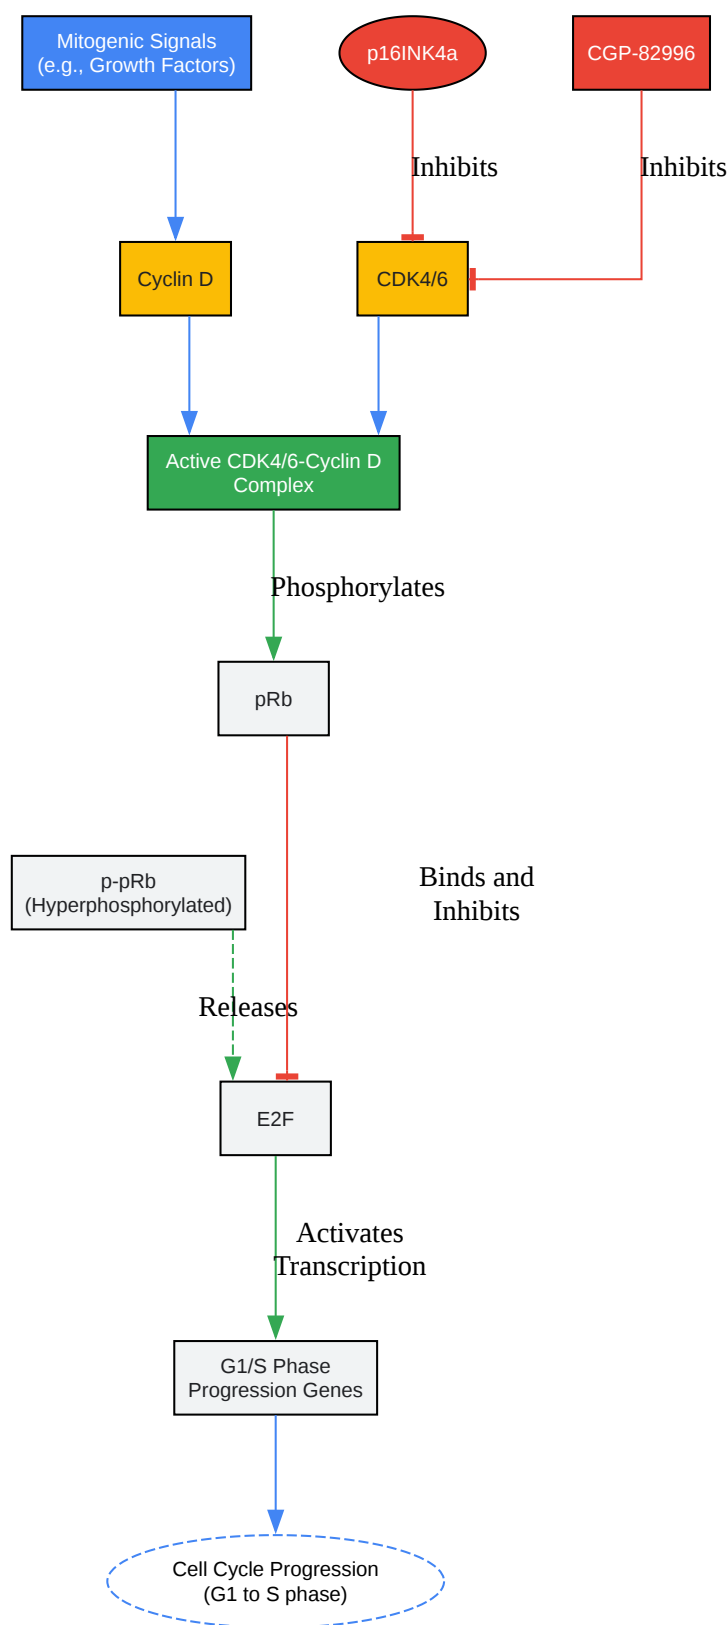 Mitogenic Signals
(e.g., Growth Factors)
p16INK4a
CGP-82996
Inhibits
Inhibits
Cyclin D
CDK4/6
Active CDK4/6-Cyclin D
Complex
Phosphorylates
pRb
p-pRb
(Hyperphosphorylated)
Binds and
Inhibits
Releases
E2F
Activates
Transcription
G1/S Phase
Progression Genes
Cell Cycle Progression
(G1 to S phase)